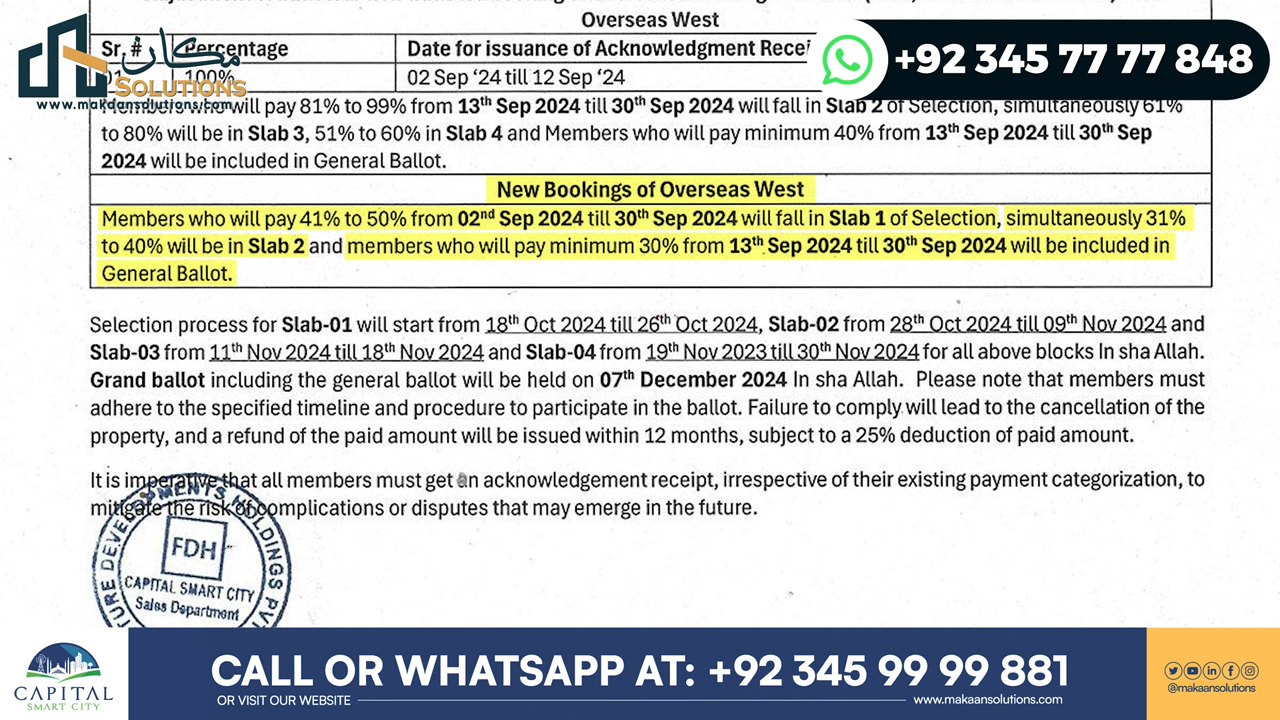 Overseas West
Sr. # Percentage Date for issuance of Acknowledgment Recei
01 100% 02 Sep ‘24 till 12 Sep ‘24
مكان
SOLUTIONS
www.makaansolutions.com
+92 345 77 77 848
Members who will pay 81% to 99% from 13th Sep 2024 till 30th Sep 2024 will fall in Slab 2 of Selection, simultaneously 61%
to 80% will be in Slab 3, 51% to 60% in Slab 4 and Members who will pay minimum 40% from 13th Sep 2024 till 30th Sep
2024 will be included in General Ballot.
New Bookings of Overseas West
Members who will pay 41% to 50% from 02nd Sep 2024 till 30th Sep 2024 will fall in Slab 1 of Selection, simultaneously 31%
to 40% will be in Slab 2 and members who will pay minimum 30% from 13th Sep 2024 till 30th Sep 2024 will be included in
General Ballot.
Selection process for Slab-01 will start from 18th Oct 2024 till 26th Oct 2024, Slab-02 from 28th Oct 2024 till 09th Nov 2024 and
Slab-03 from 11th Nov 2024 till 18th Nov 2024 and Slab-04 from 19th Nov 2023 till 30th Nov 2024 for all above blocks In sha Allah.
Grand ballot including the general ballot will be held on 07th December 2024 In sha Allah. Please note that members must
adhere to the specified timeline and procedure to participate in the ballot. Failure to comply will lead to the cancellation of the
property, and a refund of the paid amount will be issued within 12 months, subject to a 25% deduction of paid amount.
It is imperative that all members must get an acknowledgement receipt, irrespective of their existing payment categorization, to
mitigate the risk of complications or disputes that may emerge in the future.
TURE DEVELOPMENTS HOLDINGS PVT
FDH
CAPITAL SMART CITY
Sales Department
CAPITAL
SMART CITY
CALL OR WHATSAPP AT: +92 345 99 99 881
OR VISIT OUR WEBSITE www.makaansolutions.com
@makaansolutions